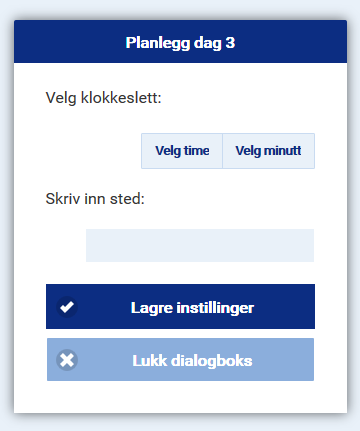 Planlegg dag 3
Velg klokkeslett:
Velg time Velg minutt
Skriv inn sted:
Lagre instillinger
Lukk dialogboks